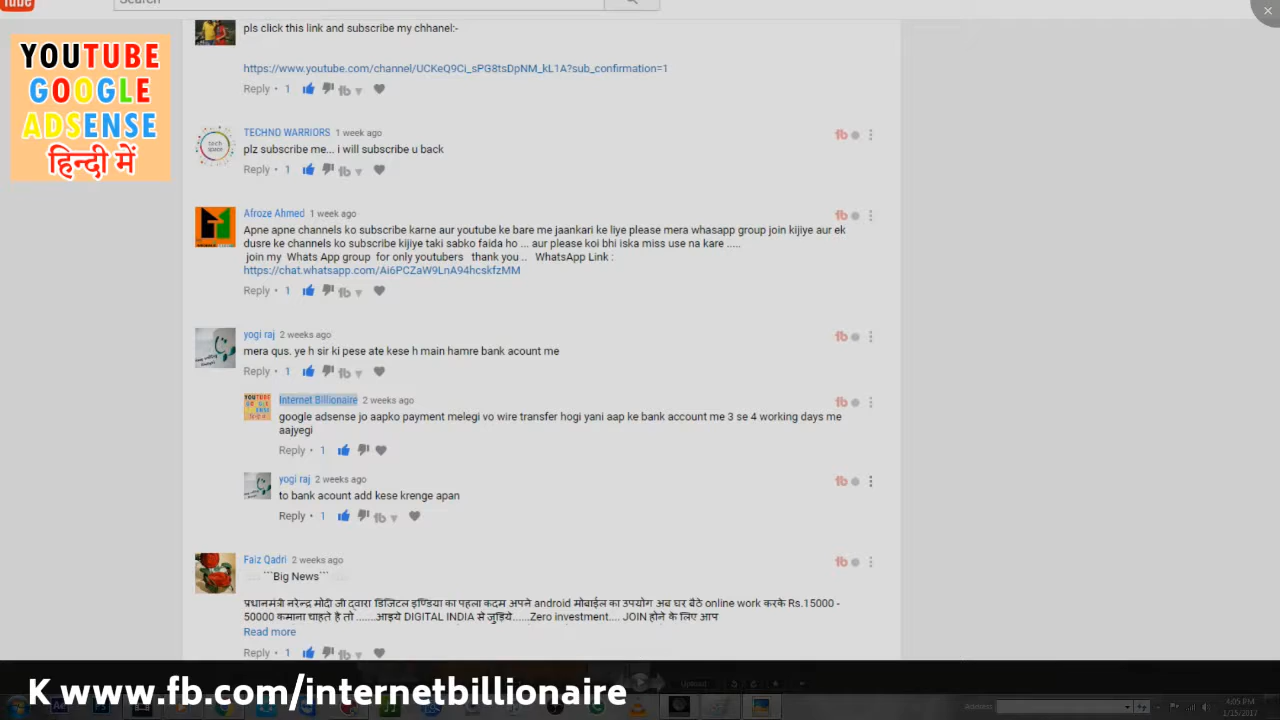 Tube
Search
YOUTUBE
GOOGLE
ADSENSE
हिन्दी में
pls click this link and subscribe my chhanel:-
https://www.youtube.com/channel/UCKeQ9Ci_sPG8tsDpNM_kL1A?sub_confirmation=1
Reply • 1
TECHNO WARRIORS 1 week ago
plz subscribe me... i will subscribe u back
Reply • 1
Afroze Ahmed 1 week ago
Apne apne channels ko subscribe karne aur youtube ke bare me jaankari ke liye please mera whasapp group join kijiye aur ek
dusre ke channels ko subscribe kijiye taki sabko faida ho ... aur please koi bhi iska miss use na kare .....
join my Whats App group for only youtubers thank you .. WhatsApp Link :
https://chat.whatsapp.com/Ai6PCZaW9LnA94hcskfzMM
Reply • 1
yogi raj 2 weeks ago
mera qus. ye h sir ki pese ate kese h main hamre bank acount me
Reply • 1
Internet Billionaire 2 weeks ago
google adsense jo aapko payment melegi vo wire transfer hogi yani aap ke bank account me 3 se 4 working days me
aajyegi
Reply • 1
yogi raj 2 weeks ago
to bank acount add kese krenge apan
Reply • 1
Faiz Qadri 2 weeks ago
```Big News```
प्रधानमंत्री नरेन्द्र मोदी जी द्वारा डिजिटल इण्डिया का पहला कदम अपने android मोबाईल का उपयोग अब घर बैठे online work करके Rs.15000 -
50000 कमाना चाहते है तो .......आइये DIGITAL INDIA से जुड़िये......Zero investment.... JOIN होने के लिए आप
Read more
Reply • 1
K www.fb.com/internetbillionaire
Address
4:05 PM
1/15/2017